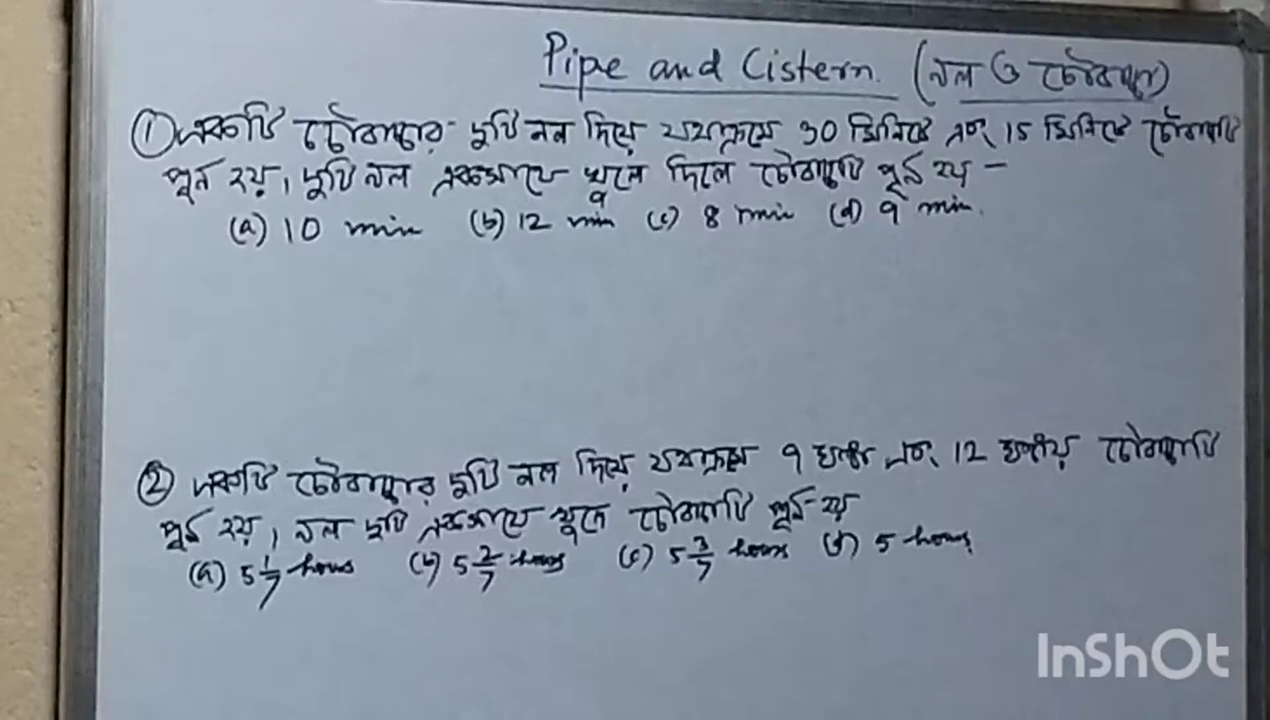 Pipe and Cistern. (নল ও চৌবাচ্চা)
① একটি চৌবাচ্চার দুটি নল দিয়ে যথাক্রমে 30 মিনিটে এবং 15 মিনিটে চৌবাচ্চাটি
পূর্ন হয়, দুটি নল একসাথে খুলে দিলে চৌবাচ্চাটি পূর্ন হয় —
(a) 10 min (b) 12 min (c) 8 min (d) 9 min.
② একটি চৌবাচ্চার দুটি নল দিয়ে যথাক্রমে 9 ঘন্টা এবং 12 ঘন্টায় চৌবাচ্চাটি
পূর্ন হয়, নল দুটি একসাথে খুলে চৌবাচ্চাটি পূর্ন হয়
(a) 5 1/7 hours (b) 5 2/7 hours (c) 5 3/7 hours (d) 5 hours
InShOt